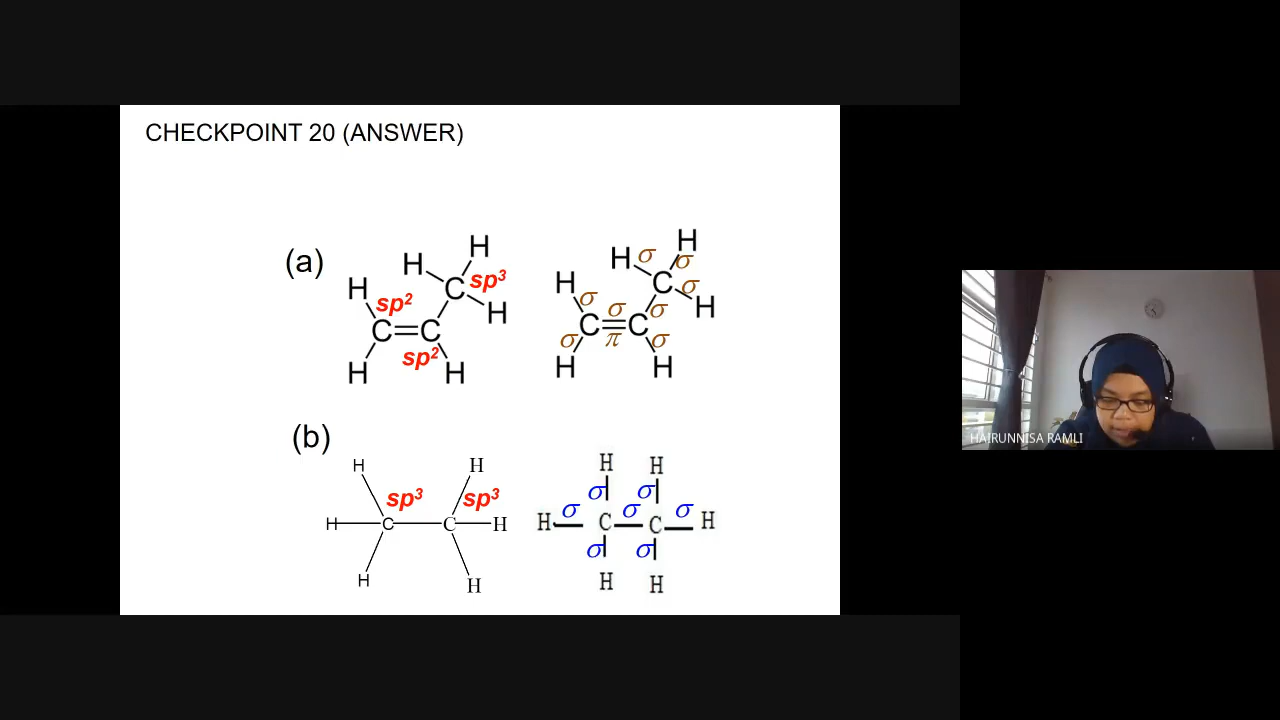 CHECKPOINT 20 (ANSWER)
(a)
H H
H sp² C sp³
C = C H
sp²
H H
H σ H
H σ C σ σ
σ σ H
C = C σ
σ π σ
H H
(b)
H H
sp³ sp³
H C C H
H H
H H
σ σ
H σ C σ C σ H
σ σ
H H
HAIRUNNISA RAMLI